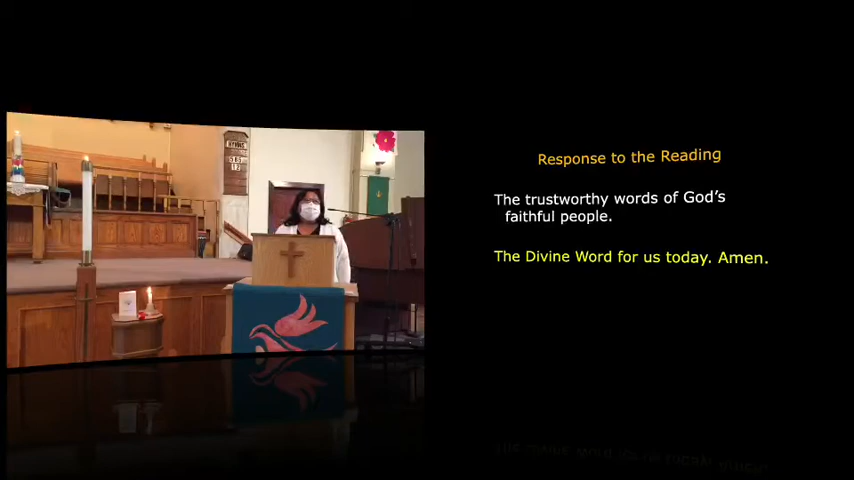 HYMNS
Response to the Reading
The trustworthy words of God's
faithful people.
The Divine Word for us today. Amen.